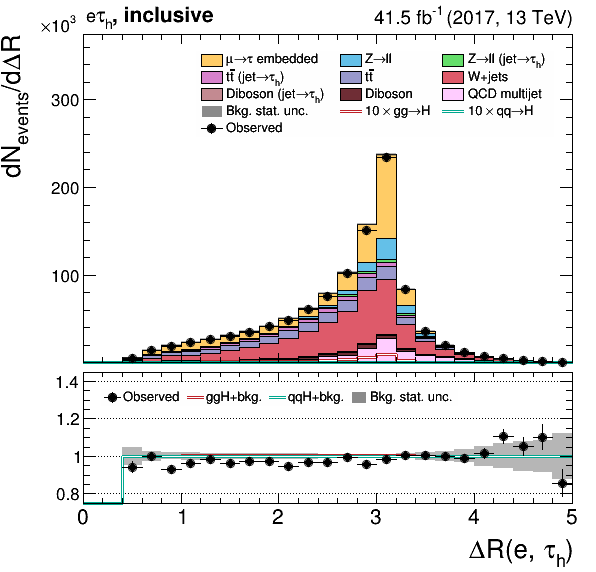 ×10³ eτh, inclusive 41.5 fb⁻¹ (2017, 13 TeV)
dNevents/dΔR
μ→τ embedded Z→ll Z→ll (jet→τh)
tt̄ (jet→τh) tt̄ W+jets
Diboson (jet→τh) Diboson QCD multijet
Bkg. stat. unc. 10 × gg→H 10 × qq→H
Observed
300
200
100
0
1.4
Observed ggH+bkg. qqH+bkg. Bkg. stat. unc.
1.2
1
0.8
0 1 2 3 4 5
ΔR(e, τh)